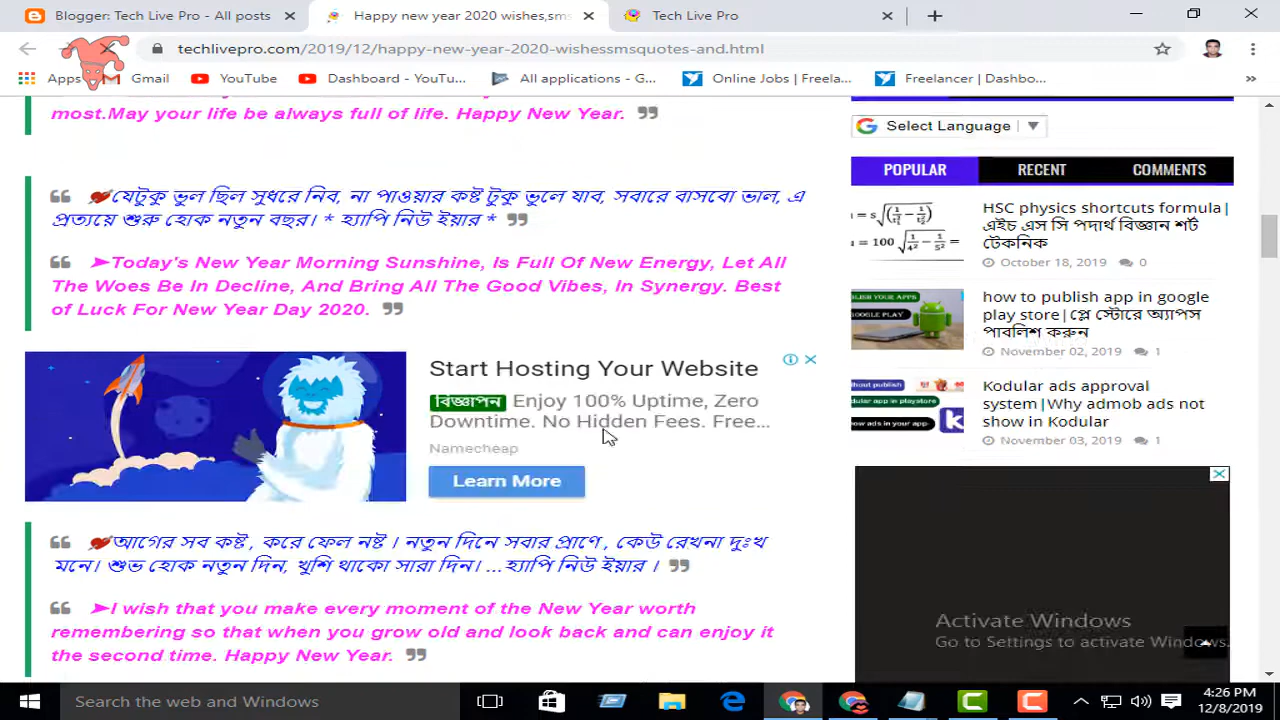 Blogger: Tech Live Pro - All posts
Happy new year 2020 wishes,sms
Tech Live Pro
techlivepro.com/2019/12/happy-new-year-2020-wishessmsquotes-and.html
Apps
Gmail
YouTube
Dashboard - YouTu...
All applications - G...
Online Jobs | Freela...
Freelancer | Dashbo...
most.May your life be always full of life. Happy New Year.
যেটুকু ভুল ছিল সুধরে নিব, না পাওয়ার কষ্ট টুকু ভুলে যাব, সবারে বাসবো ভাল, এ
প্রত্যয়ে শুরু হোক নতুন বছর। * হ্যাপি নিউ ইয়ার *
➤Today's New Year Morning Sunshine, Is Full Of New Energy, Let All
The Woes Be In Decline, And Bring All The Good Vibes, In Synergy. Best
of Luck For New Year Day 2020.
Start Hosting Your Website
বিজ্ঞাপন Enjoy 100% Uptime, Zero
Downtime. No Hidden Fees. Free...
Namecheap
Learn More
আগের সব কষ্ট, করে ফেল নষ্ট । নতুন দিনে সবার প্রাণে, কেউ রেখনা দুঃখ
মনে। শুভ হোক নতুন দিন, খুশি থাকো সারা দিন। ...হ্যাপি নিউ ইয়ার ।
➤I wish that you make every moment of the New Year worth
remembering so that when you grow old and look back and can enjoy it
the second time. Happy New Year.
Select Language
POPULAR
RECENT
COMMENTS
HSC physics shortcuts formula|
এইচ এস সি পদার্থ বিজ্ঞান শর্ট
টেকনিক
October 18, 2019
0
how to publish app in google
play store|প্লে স্টোরে অ্যাপস
পাবলিশ করুন
November 02, 2019
1
Kodular ads approval
system|Why admob ads not
show in Kodular
November 03, 2019
1
Activate Windows
Go to Settings to activate Windows.
Search the web and Windows
4:26 PM
12/8/2019